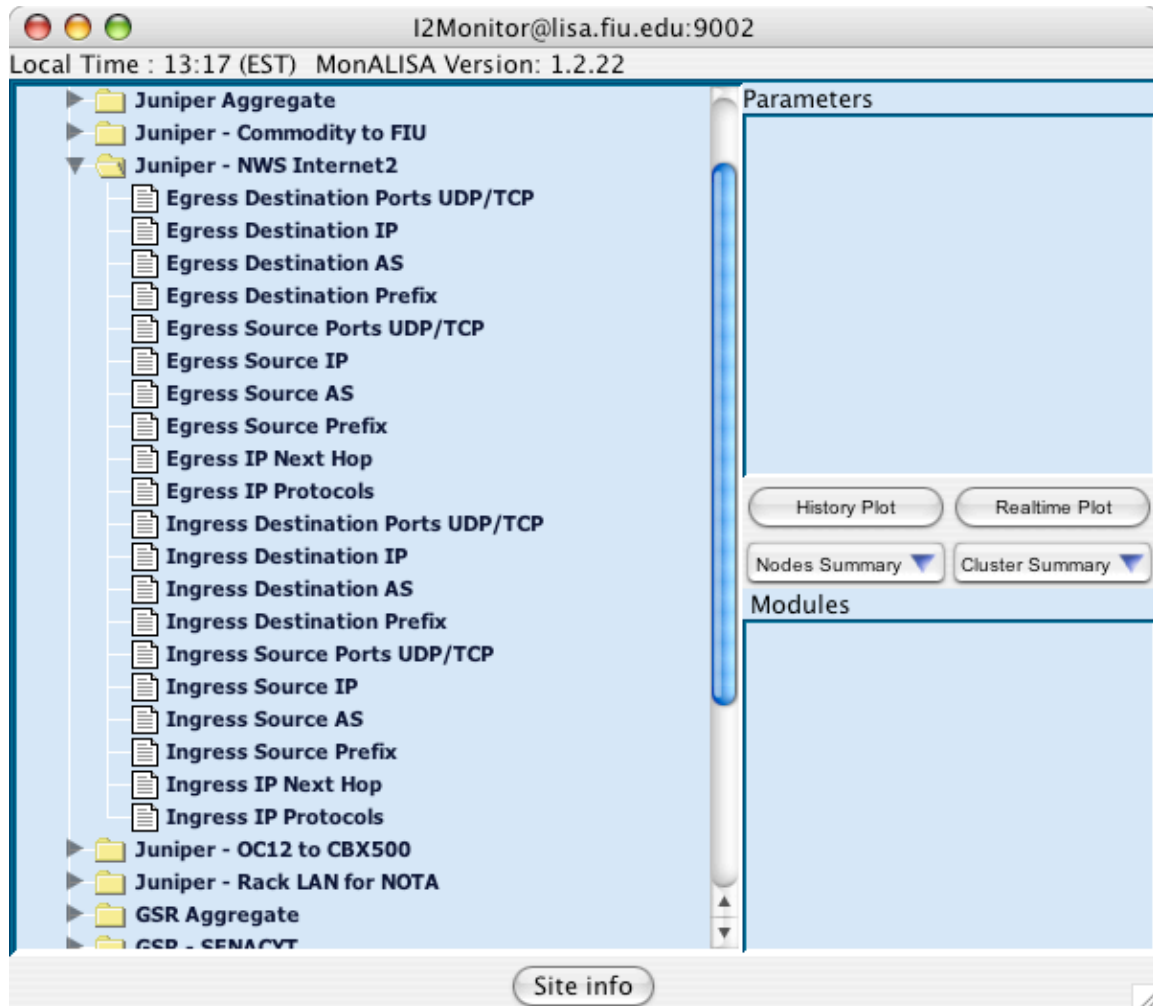 I2Monitor@lisa.fiu.edu:9002
Local Time : 13:17 (EST) MonALISA Version: 1.2.22
Juniper Aggregate
Juniper - Commodity to FIU
Juniper - NWS Internet2
Egress Destination Ports UDP/TCP
Egress Destination IP
Egress Destination AS
Egress Destination Prefix
Egress Source Ports UDP/TCP
Egress Source IP
Egress Source AS
Egress Source Prefix
Egress IP Next Hop
Egress IP Protocols
Ingress Destination Ports UDP/TCP
Ingress Destination IP
Ingress Destination AS
Ingress Destination Prefix
Ingress Source Ports UDP/TCP
Ingress Source IP
Ingress Source AS
Ingress Source Prefix
Ingress IP Next Hop
Ingress IP Protocols
Juniper - OC12 to CBX500
Juniper - Rack LAN for NOTA
GSR Aggregate
GSR - SENACYT
Parameters
History Plot
Realtime Plot
Nodes Summary
Cluster Summary
Modules
Site info